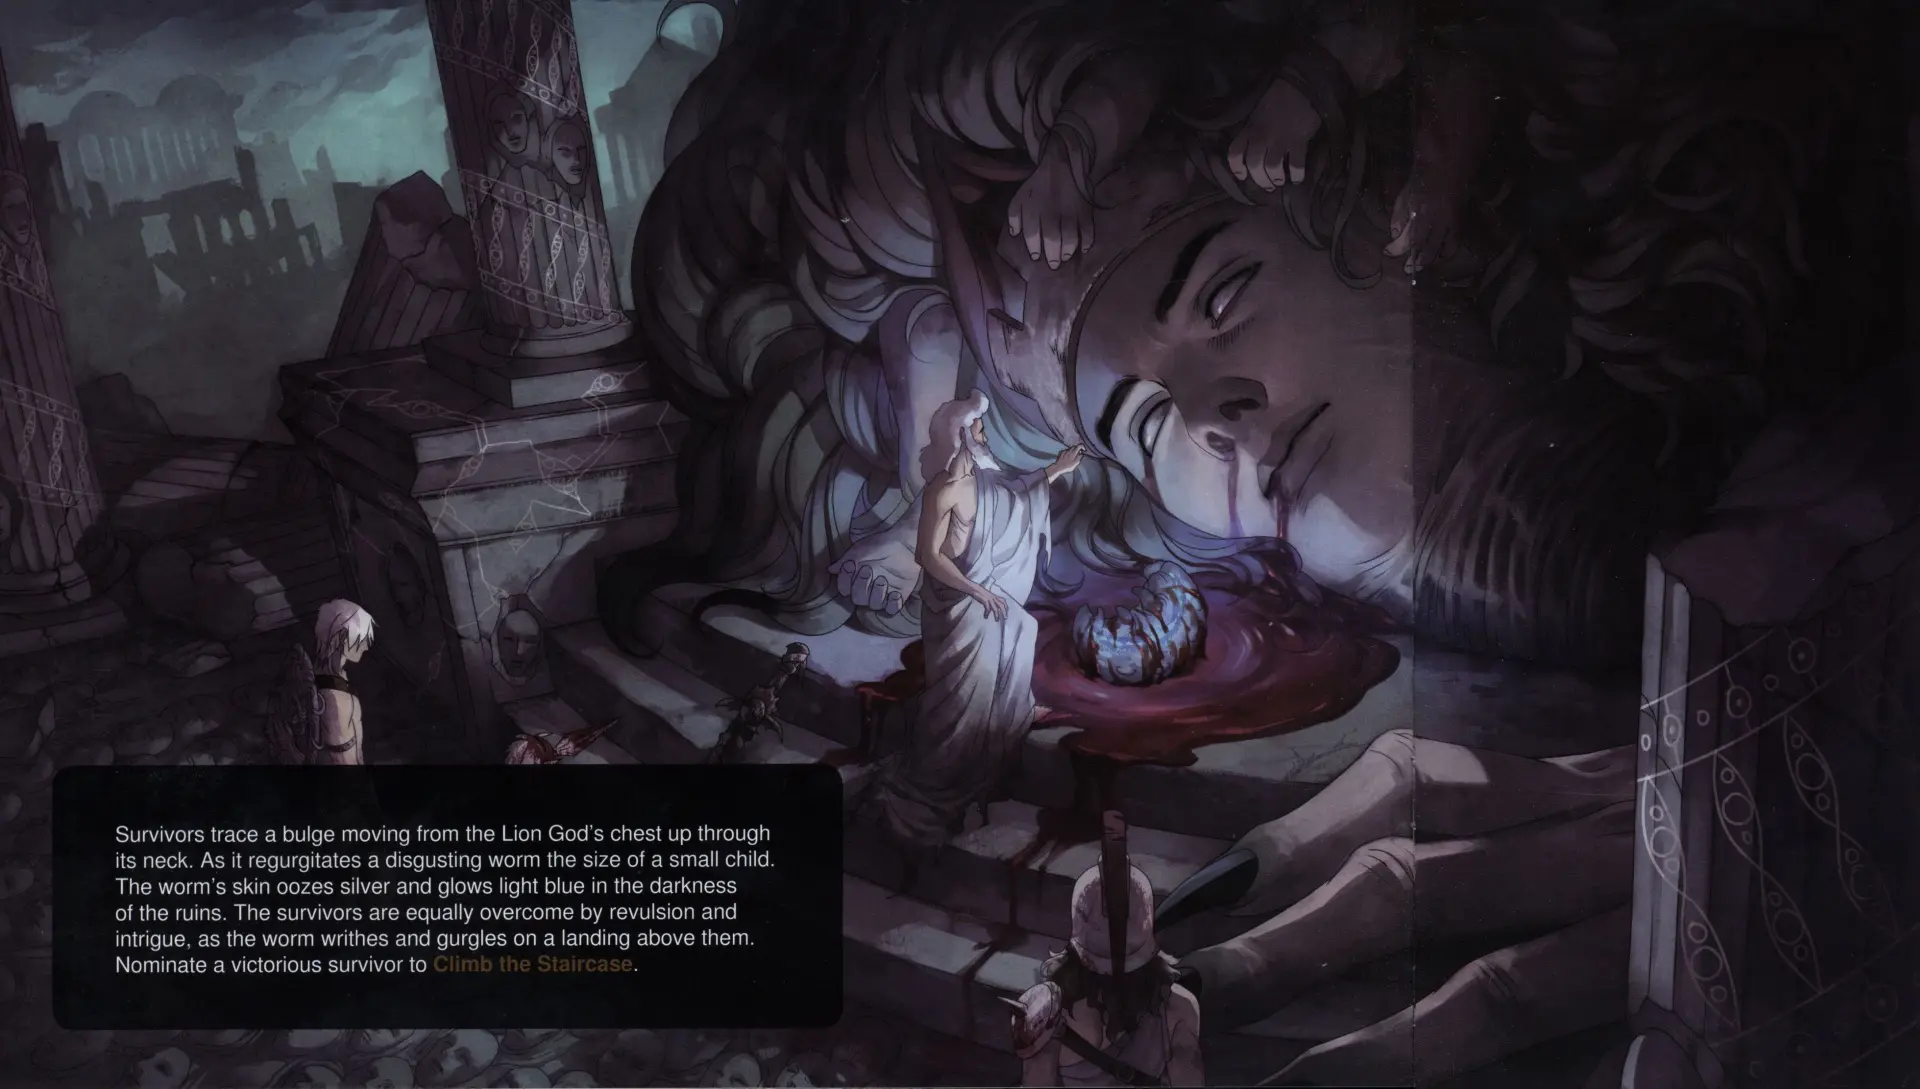 Survivors trace a bulge moving from the Lion God's chest up through
its neck. As it regurgitates a disgusting worm the size of a small child.
The worm's skin oozes silver and glows light blue in the darkness
of the ruins. The survivors are equally overcome by revulsion and
intrigue, as the worm writhes and gurgles on a landing above them.
Nominate a victorious survivor to Climb the Staircase.